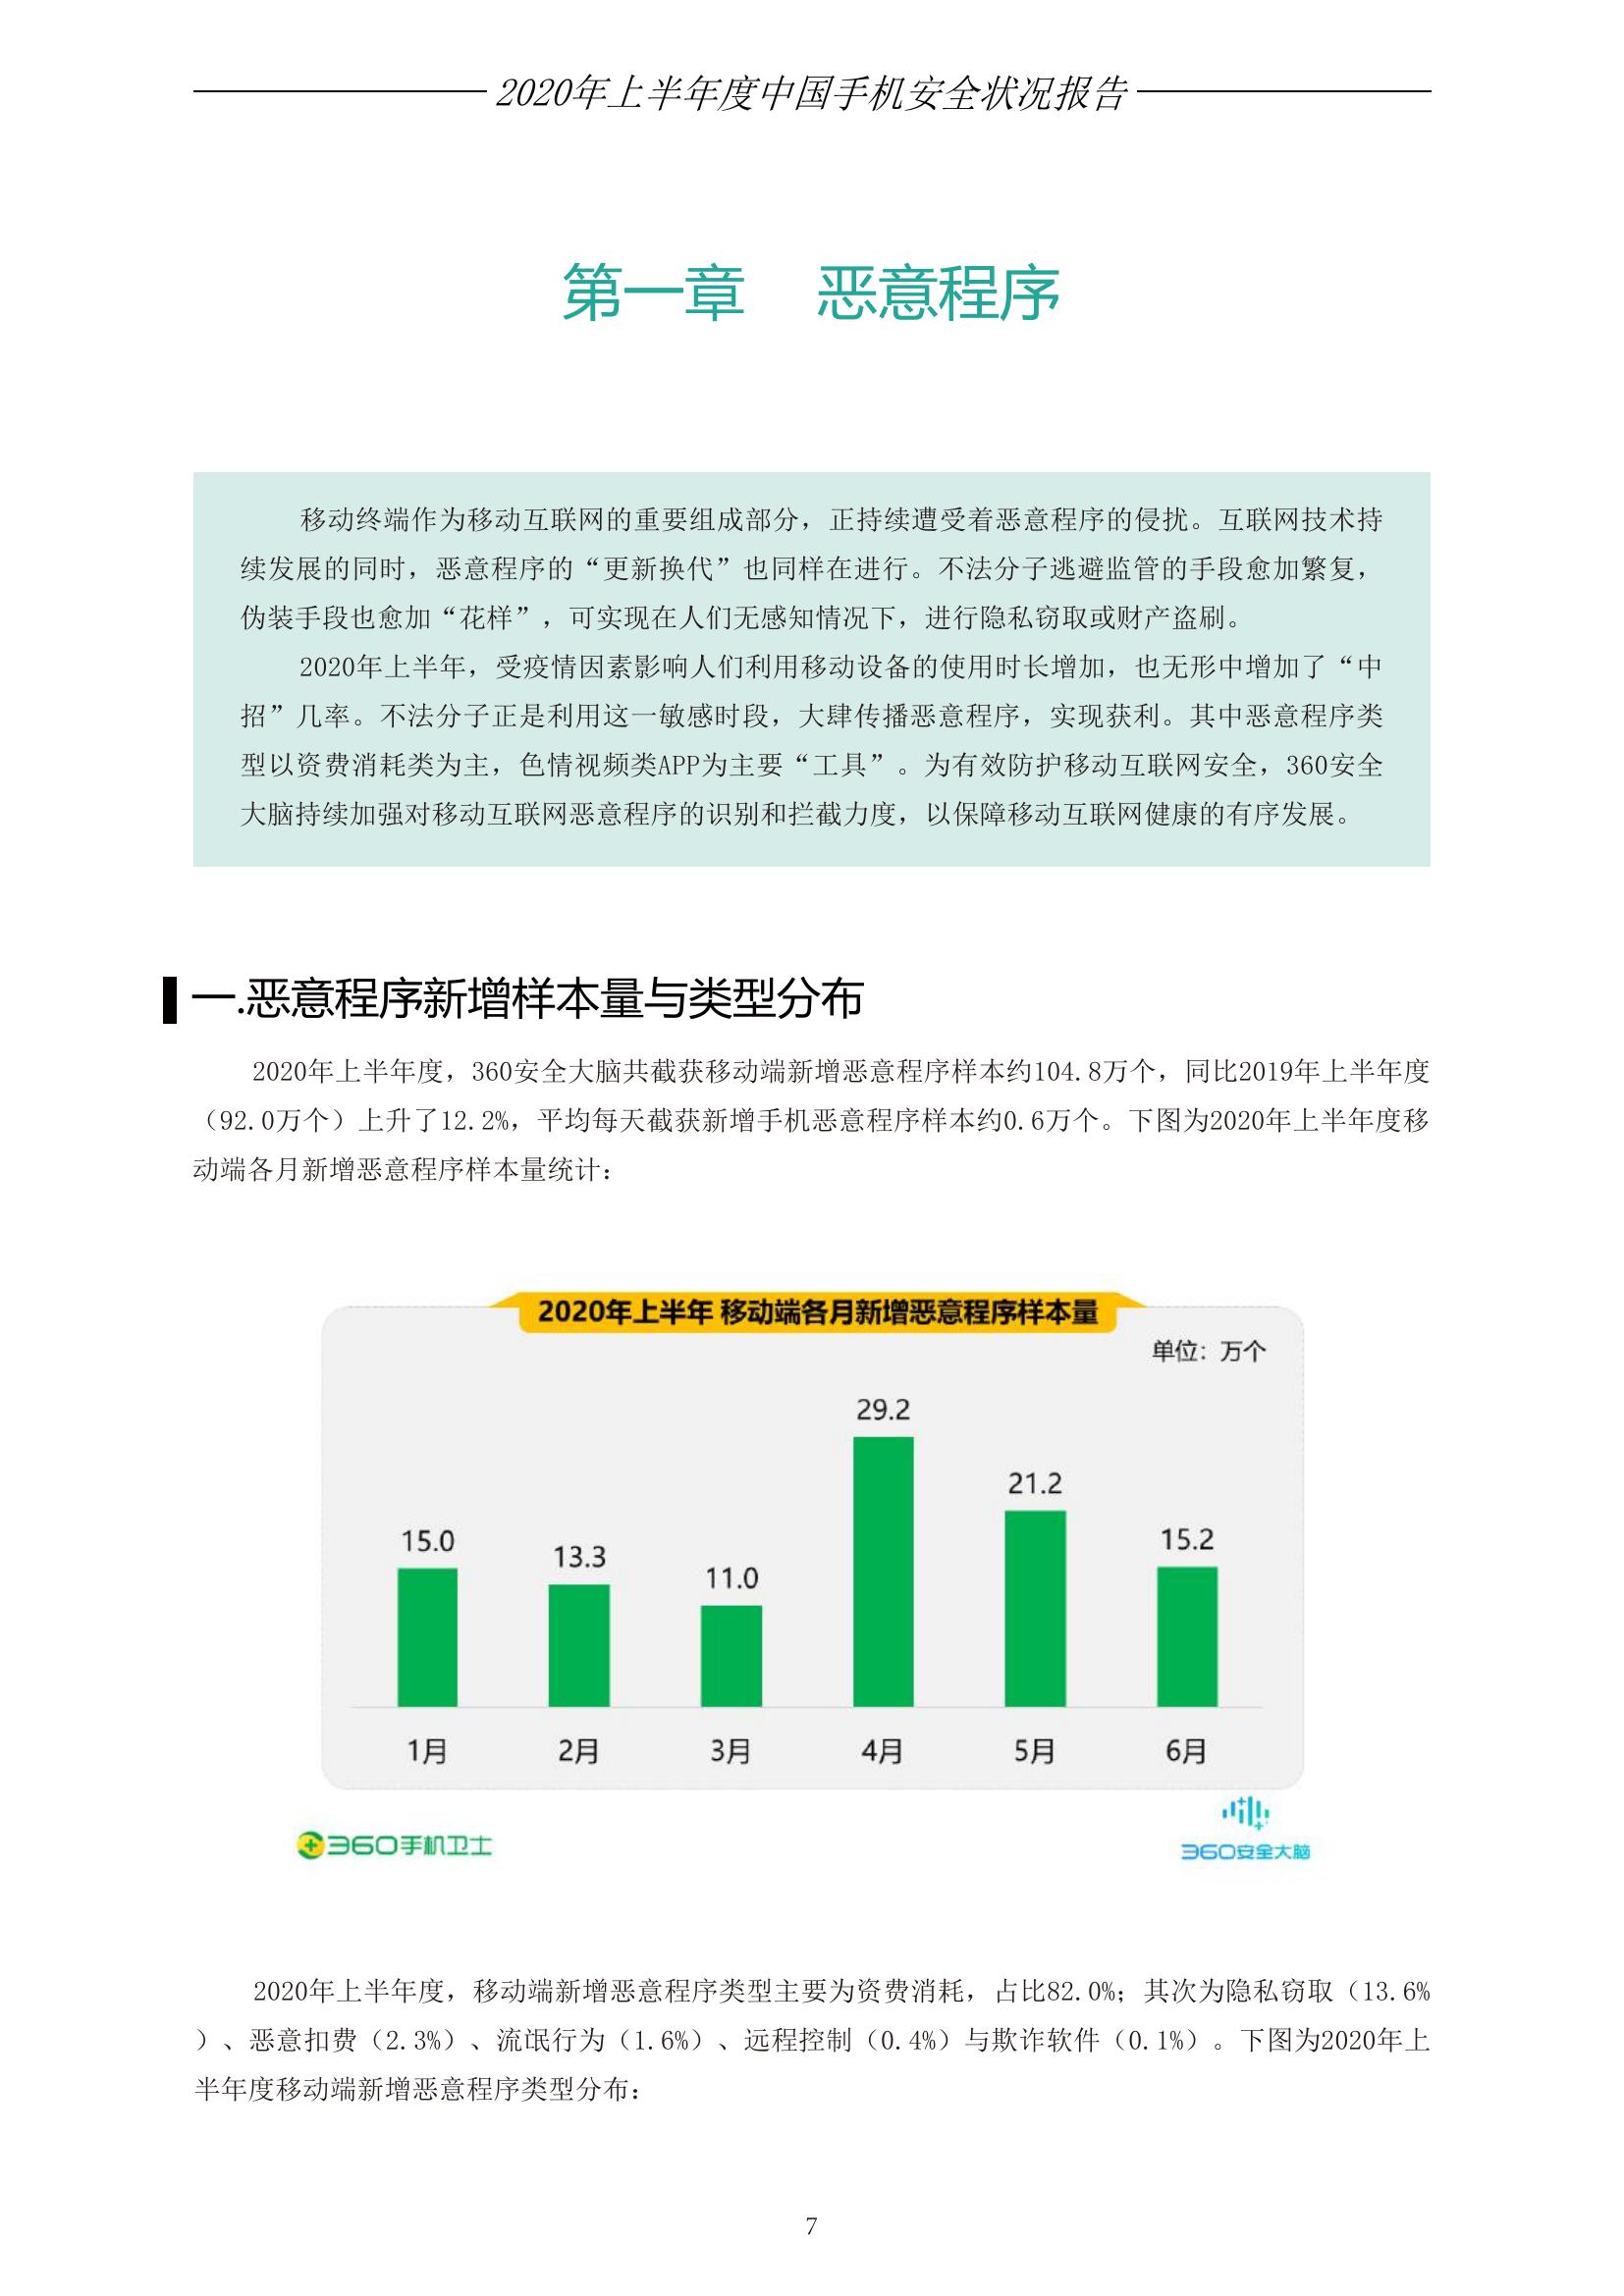 2020年上半年度中国手机安全状况报告
第一章 恶意程序
移动终端作为移动互联网的重要组成部分，正持续遭受着恶意程序的侵扰。互联网技术持
续发展的同时，恶意程序的“更新换代”也同样在进行。不法分子逃避监管的手段愈加繁复，
伪装手段也愈加“花样”，可实现在人们无感知情况下，进行隐私窃取或财产盗刷。
2020年上半年，受疫情因素影响人们利用移动设备的使用时长增加，也无形中增加了“中
招”几率。不法分子正是利用这一敏感时段，大肆传播恶意程序，实现获利。其中恶意程序类
型以资费消耗类为主，色情视频类APP为主要“工具”。为有效防护移动互联网安全，360安全
大脑持续加强对移动互联网恶意程序的识别和拦截力度，以保障移动互联网健康的有序发展。
一.恶意程序新增样本量与类型分布
2020年上半年度，360安全大脑共截获移动端新增恶意程序样本约104.8万个，同比2019年上半年度
（92.0万个）上升了12.2%，平均每天截获新增手机恶意程序样本约0.6万个。下图为2020年上半年度移
动端各月新增恶意程序样本量统计：
2020年上半年 移动端各月新增恶意程序样本量
单位：万个
15.0 13.3 11.0 29.2 21.2 15.2
1月 2月 3月 4月 5月 6月
360手机卫士
360安全大脑
2020年上半年度，移动端新增恶意程序类型主要为资费消耗，占比82.0%；其次为隐私窃取（13.6%
）、恶意扣费（2.3%）、流氓行为（1.6%）、远程控制（0.4%）与欺诈软件（0.1%）。下图为2020年上
半年度移动端新增恶意程序类型分布：
7